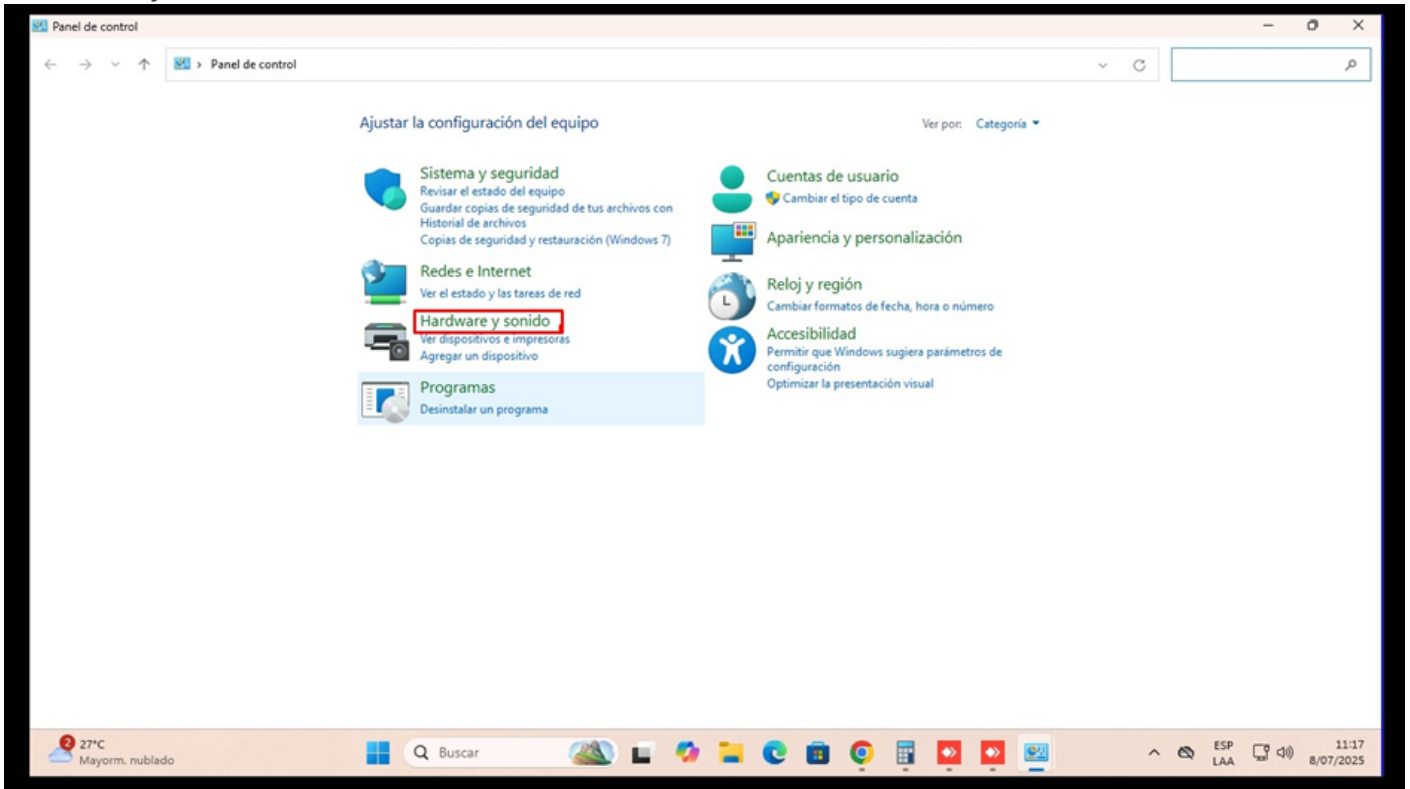 Panel de control
Panel de control
Ajustar la configuración del equipo
Ver por: Categoría
Sistema y seguridad
Revisar el estado del equipo
Guardar copias de seguridad de tus archivos con
Historial de archivos
Copias de seguridad y restauración (Windows 7)
Redes e Internet
Ver el estado y las tareas de red
Hardware y sonido
Ver dispositivos e impresoras
Agregar un dispositivo
Programas
Desinstalar un programa
Cuentas de usuario
Cambiar el tipo de cuenta
Apariencia y personalización
Reloj y región
Cambiar formatos de fecha, hora o número
Accesibilidad
Permitir que Windows sugiera parámetros de
configuración
Optimizar la presentación visual
2
27°C
Mayorm. nublado
Buscar
ESP
LAA
11:17
8/07/2025